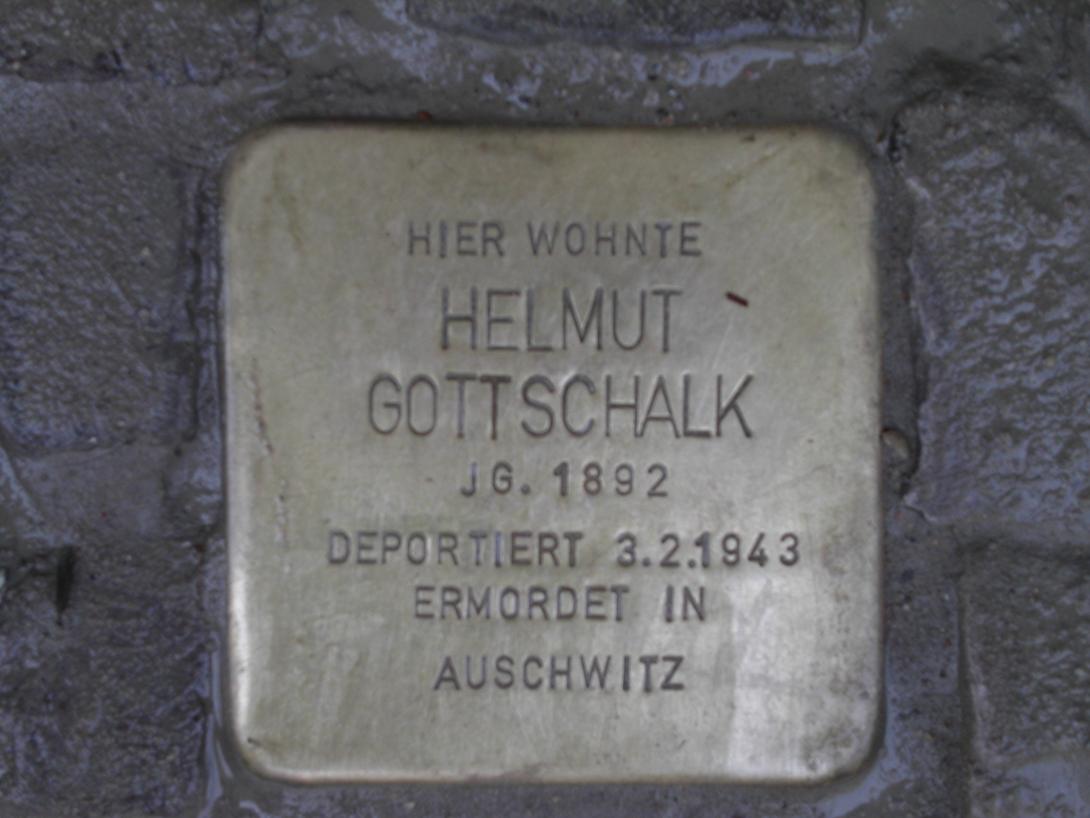 HIER WOHNTE
HELMUT
GOTTSCHALK
JG. 1892
DEPORTIERT 3.2.1943
ERMORDET IN
AUSCHWITZ